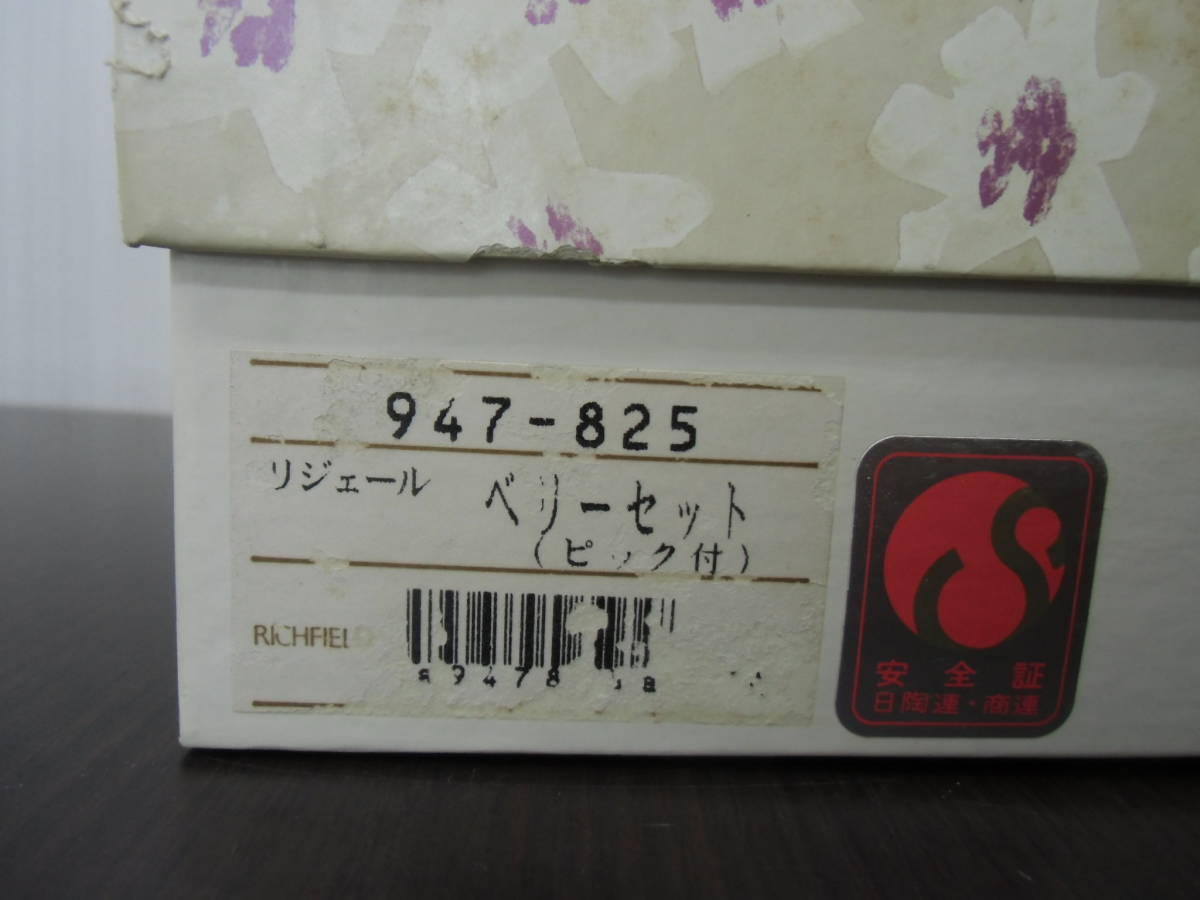 947-825
リジェール ベリーセット
(ピック付)
RICHFIEL
安全証
日陶連・商連